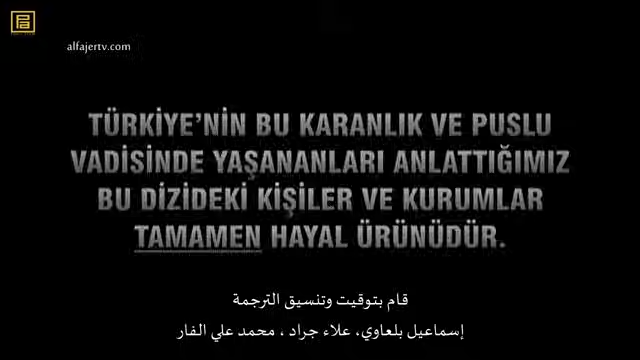 alfajertv.com
TÜRKİYE'NİN BU KARANLIK VE PUSLU
VADİSİNDE YAŞANANLARI ANLATTIĞIMIZ
BU DİZİDEKİ KİŞİLER VE KURUMLAR
TAMAMEN HAYAL ÜRÜNÜDÜR.
قام بتوقيت وتنسيق الترجمة
إسماعيل بلعاوي، علاء جراد ، محمد علي الفار